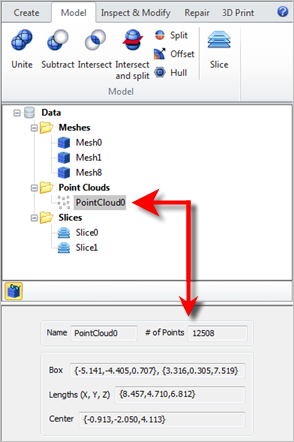 Create Model Inspect & Modify Repair 3D Print
Unite Subtract Intersect Intersect and split Split Offset Hull Slice
Model
Data
Meshes
Mesh0
Mesh1
Mesh8
Point Clouds
PointCloud0
Slices
Slice0
Slice1
Name PointCloud0 # of Points 12508
Box {-5.141,-4.405,0.707}, {3.316,0.305,7.519}
Lengths (X, Y, Z) {8.457,4.710,6.812}
Center {-0.913,-2.050,4.113}